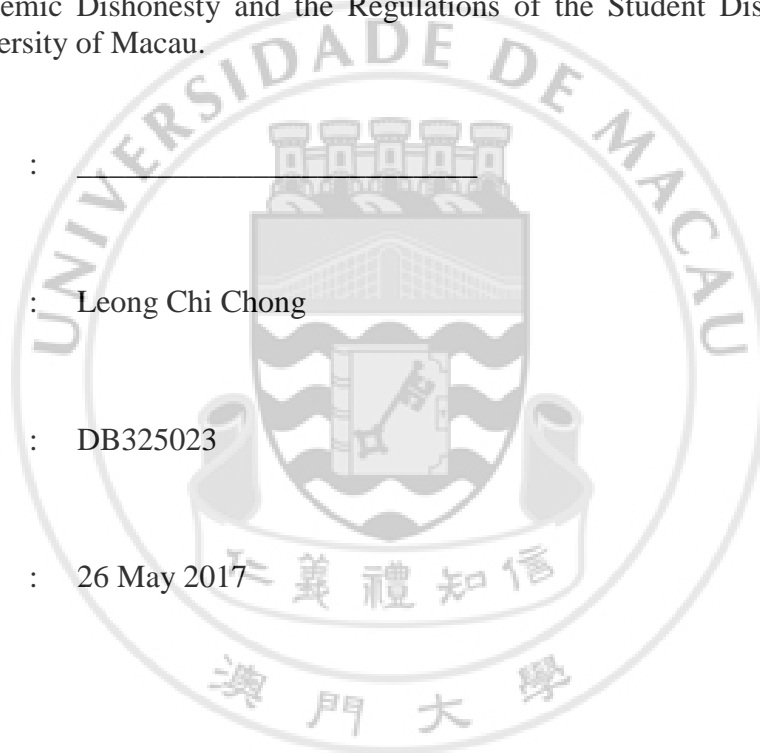 emic Dishonesty and the Regulations of the Student Dis
ersity of Macau.
UNIVERSIDADE DE MACAU
: _________________________
: Leong Chi Chong
: DB325023
: 26 May 2017
仁義禮知信
澳門大學